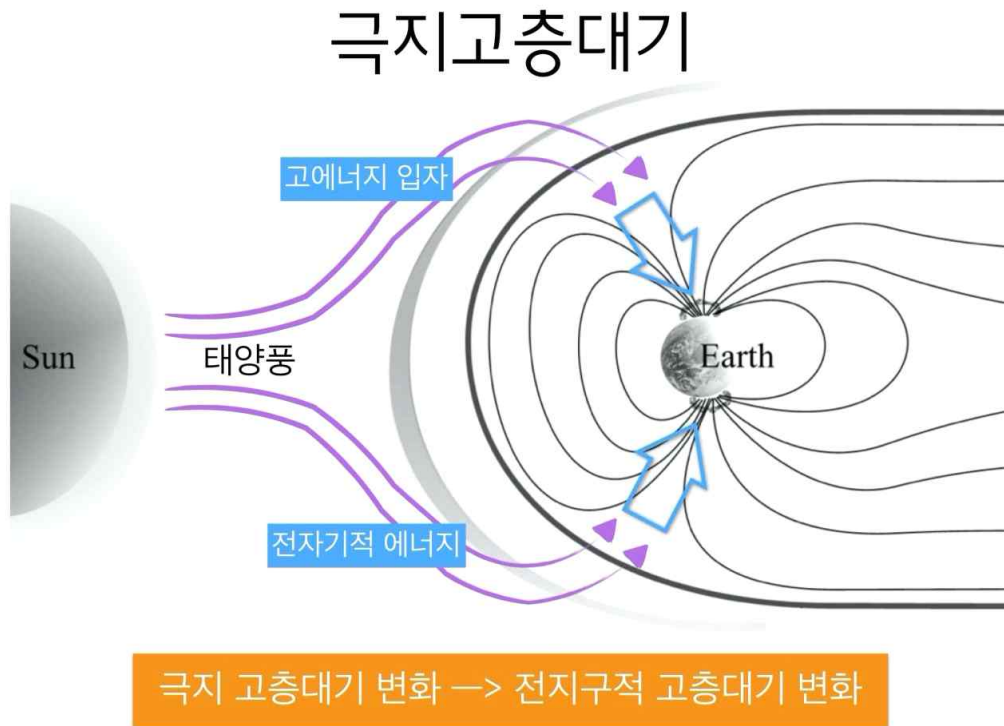 극지고층대기
고에너지 입자
Sun
태양풍
Earth
전자기적 에너지
극지 고층대기 변화 —> 전지구적 고층대기 변화